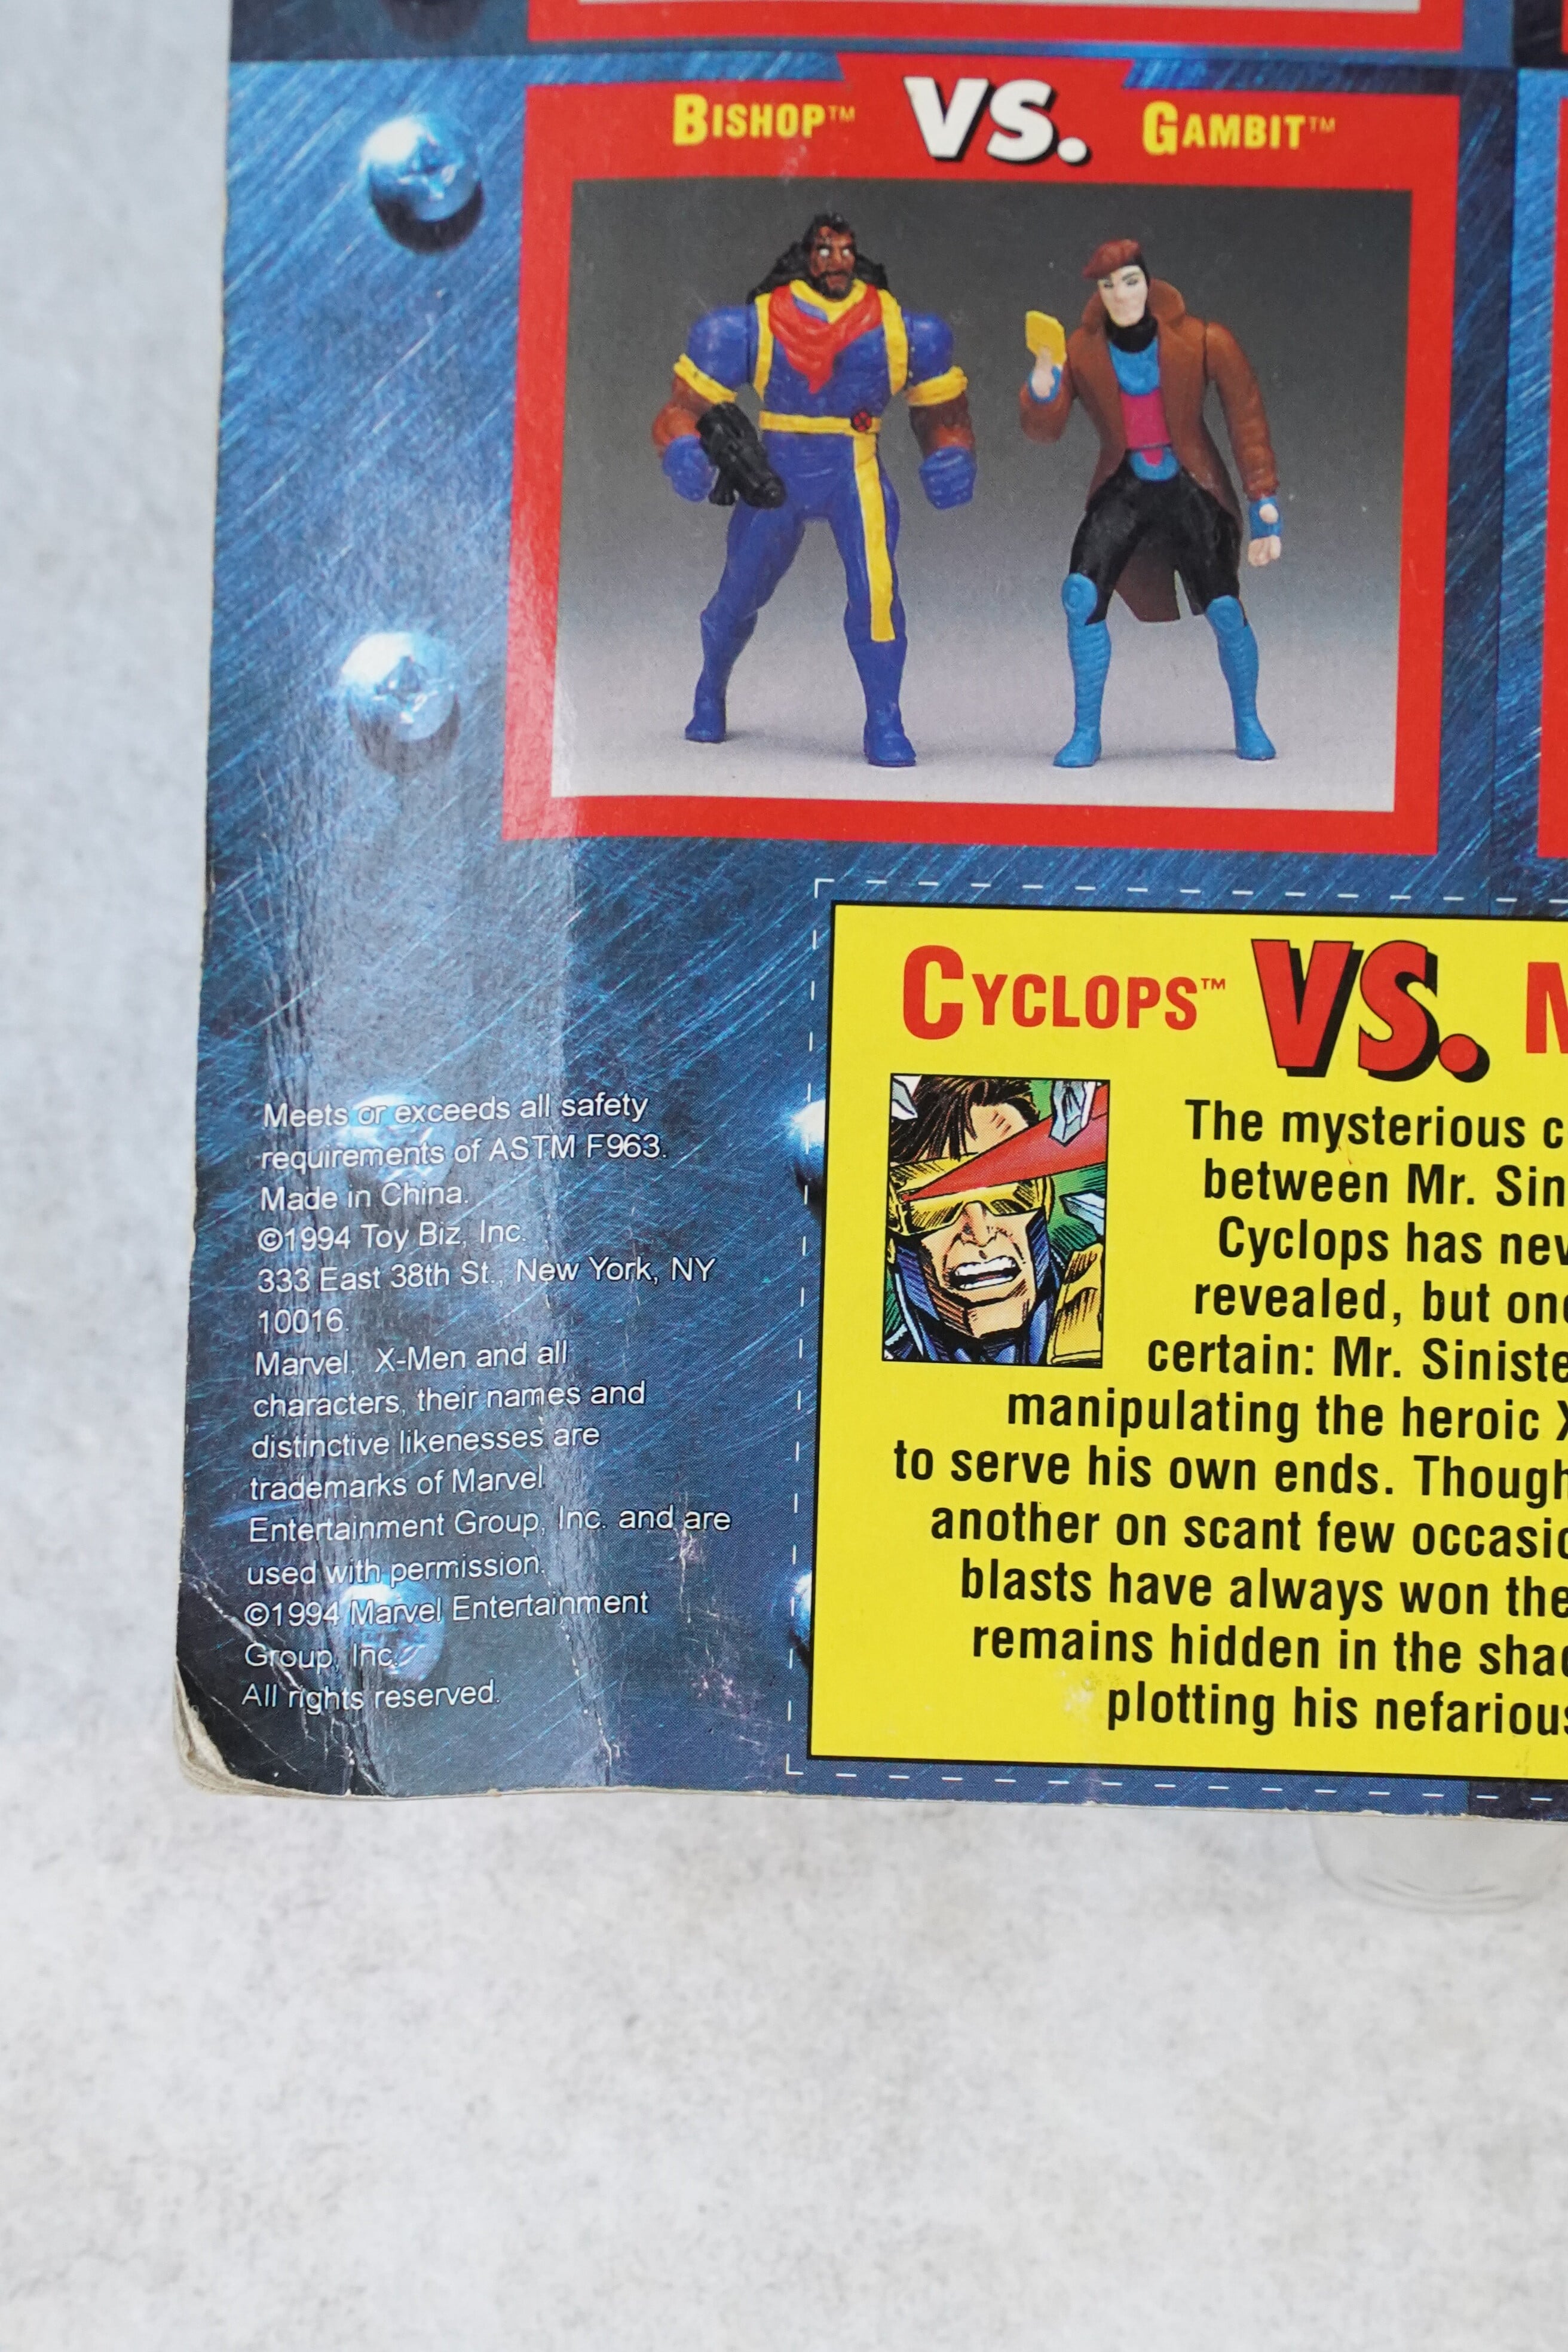 BISHOP™ VS. GAMBIT™
CYCLOPS™ VS. M
The mysterious c
between Mr. Sin
Cyclops has nev
revealed, but one
certain: Mr. Siniste
manipulating the heroic X
to serve his own ends. Though
another on scant few occasio
blasts have always won the
remains hidden in the shad
plotting his nefarious
Meets or exceeds all safety
requirements of ASTM F963.
Made in China.
©1994 Toy Biz, Inc.
333 East 38th St., New York, NY
10016.
Marvel, X-Men and all
characters, their names and
distinctive likenesses are
trademarks of Marvel
Entertainment Group, Inc. and are
used with permission.
©1994 Marvel Entertainment
Group, Inc.
All rights reserved.